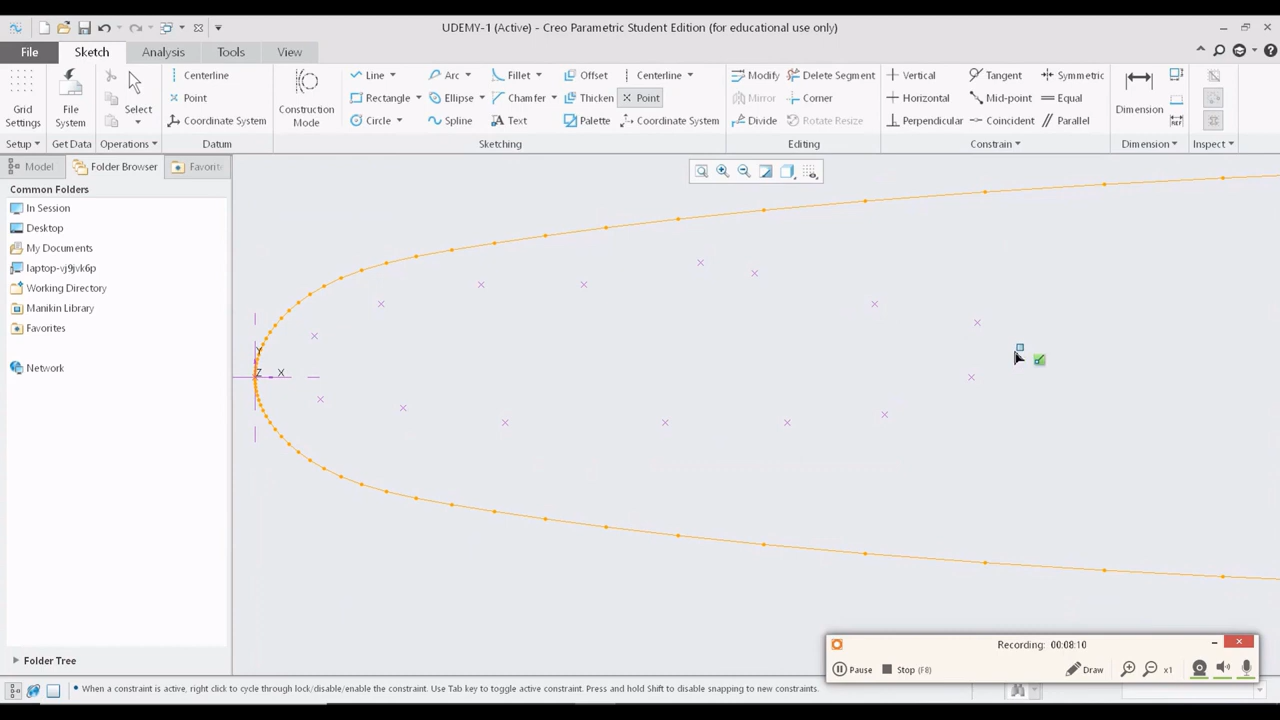 UDEMY-1 (Active) - Creo Parametric Student Edition (for educational use only)
File Sketch Analysis Tools View
Grid Settings
File System
Select
Centerline
Point
Coordinate System
Construction Mode
Line Arc Fillet Offset Centerline
Rectangle Ellipse Chamfer Thicken Point
Circle Spline Text Palette Coordinate System
Modify Delete Segment
Mirror Corner
Divide Rotate Resize
Vertical Tangent Symmetric
Horizontal Mid-point Equal
Perpendicular Coincident Parallel
Dimension
Setup Get Data Operations Datum Sketching Editing Constrain Dimension Inspect
Model Folder Browser Favorit
Common Folders
In Session
Desktop
My Documents
laptop-vj9jvk6p
Working Directory
Manikin Library
Favorites
Network
Folder Tree
Y
Z X
Recording: 00:08:10
Pause Stop (F8) Draw x1
• When a constraint is active, right click to cycle through lock/disable/enable the constraint. Use Tab key to toggle active constraint. Press and hold Shift to disable snapping to new constraints.